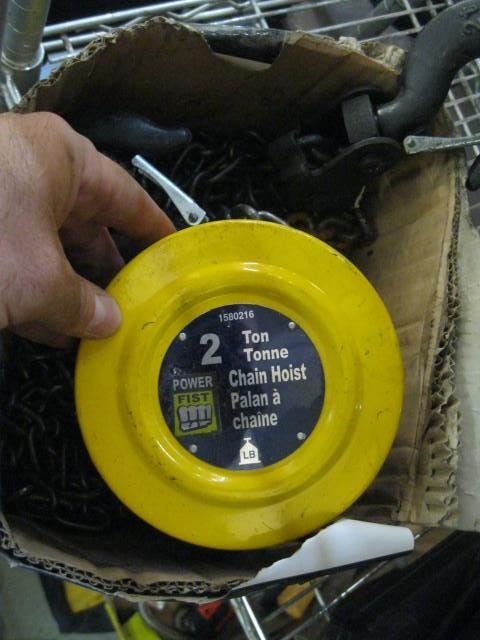 1580216
2 Ton
Tonne
Chain Hoist
Palan à
chaîne
POWER
FIST
LB